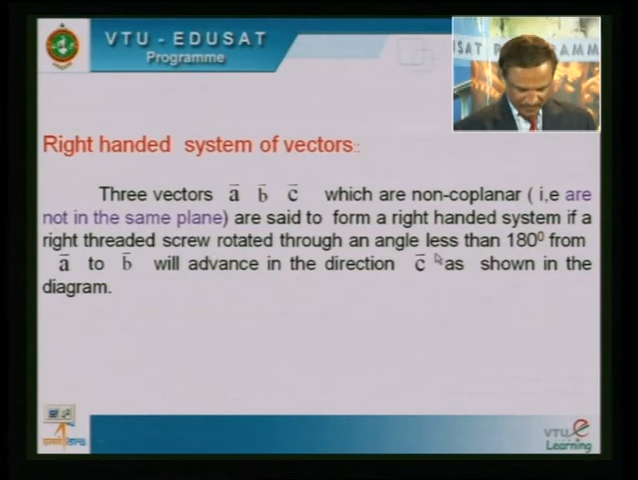 VTU - EDUSAT
Programme
SAT PROGRAMM
Right handed system of vectors::
Three vectors a̅ b̅ c̅ which are non-coplanar ( i,e are
not in the same plane) are said to form a right handed system if a
right threaded screw rotated through an angle less than 180⁰ from
a̅ to b̅ will advance in the direction c̅ as shown in the
diagram.
VTU e
Learning